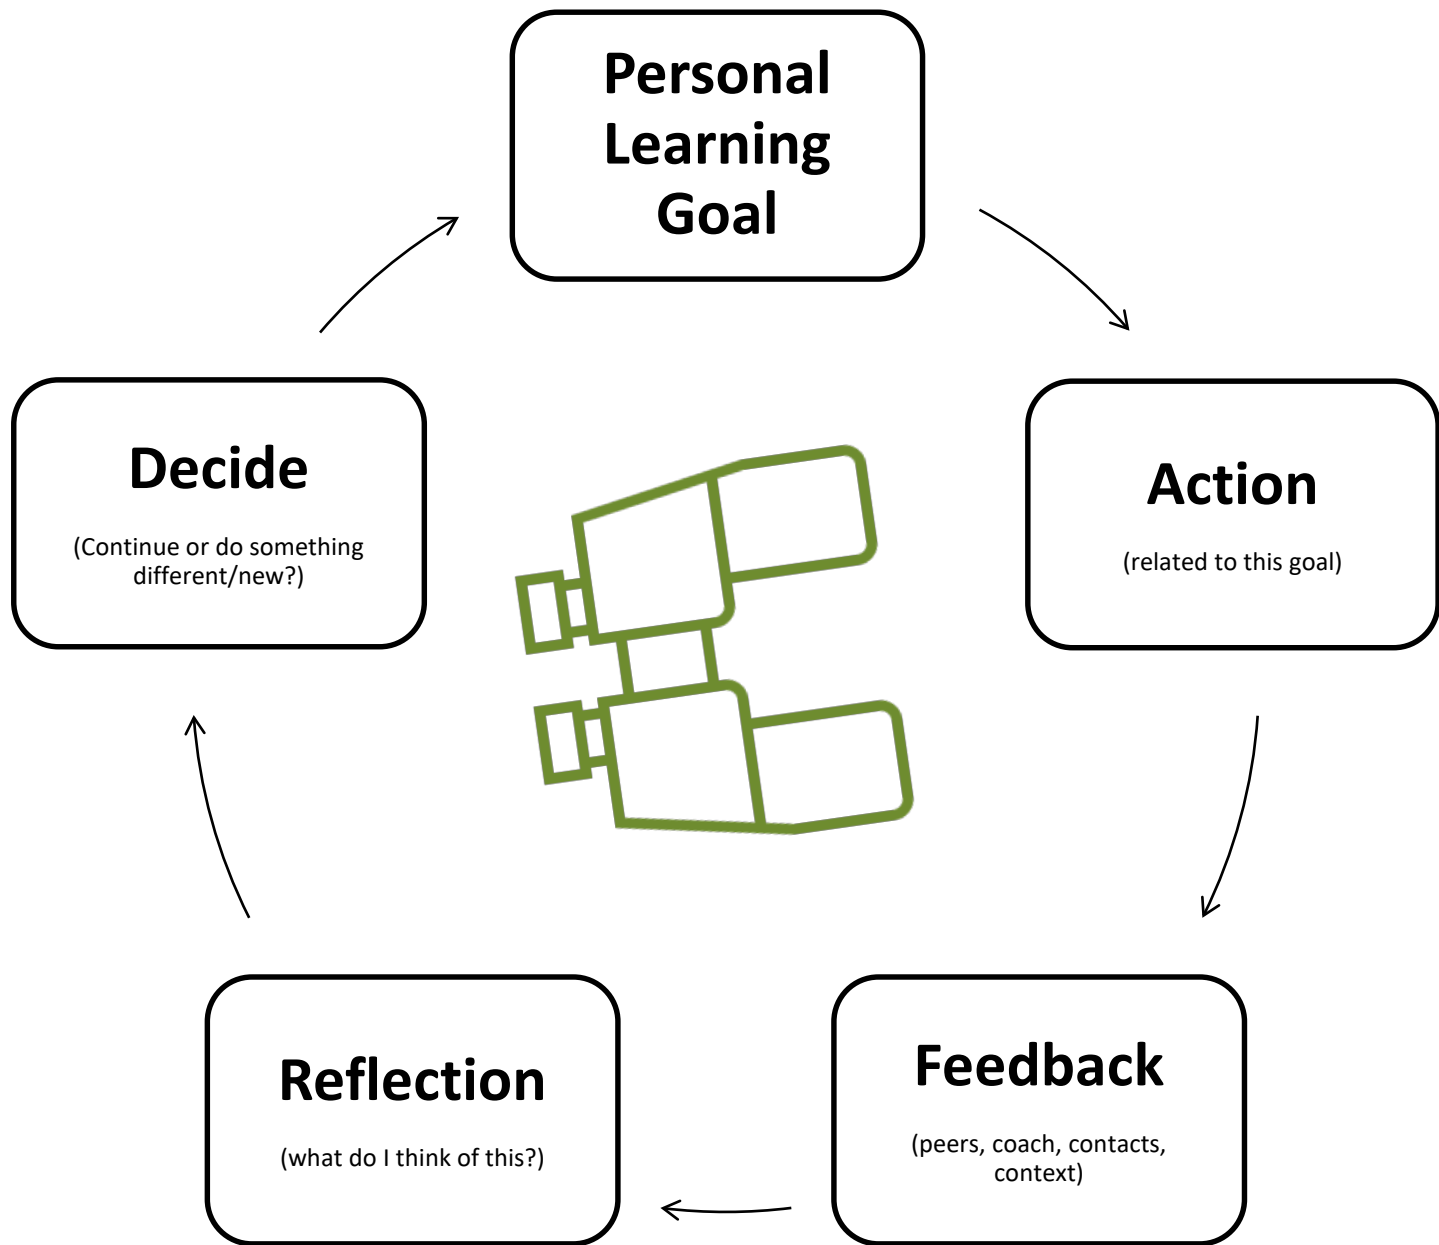 Personal
Learning
Goal
Decide
(Continue or do something
different/new?)
Action
(related to this goal)
Reflection
(what do I think of this?)
Feedback
(peers, coach, contacts,
context)